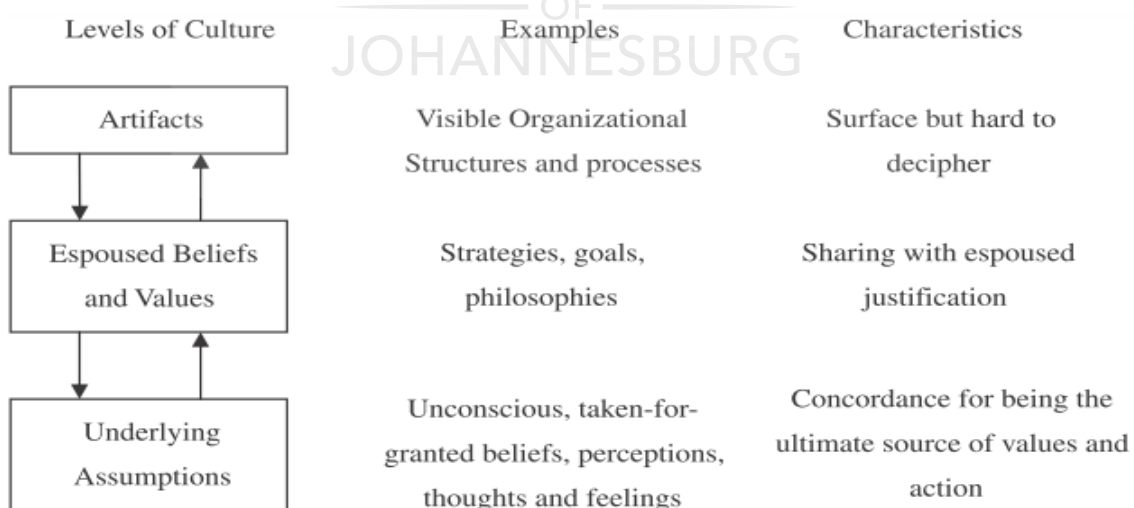 OF
JOHANNESBURG
Levels of Culture Examples Characteristics
Artifacts
Visible Organizational
Structures and processes
Surface but hard to
decipher
Espoused Beliefs
and Values
Strategies, goals,
philosophies
Sharing with espoused
justification
Underlying
Assumptions
Unconscious, taken-for-
granted beliefs, perceptions,
thoughts and feelings
Concordance for being the
ultimate source of values and
action